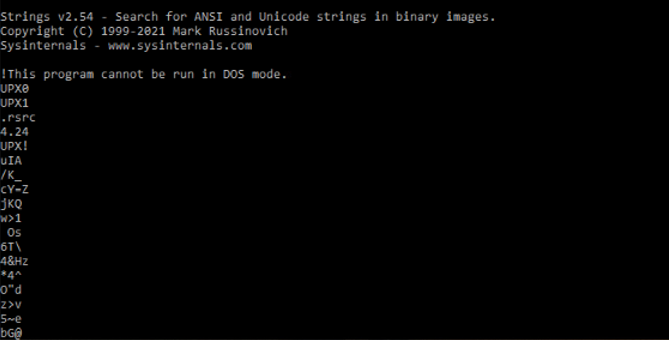 Strings v2.54 - Search for ANSI and Unicode strings in binary images.
Copyright (C) 1999-2021 Mark Russinovich
Sysinternals - www.sysinternals.com
!This program cannot be run in DOS mode.
UPX0
UPX1
.rsrc
4.24
UPX!
uIA
/K_
cY=Z
jKQ
w>1
Os
6T\
4&Hz
*4^
O"d
z>v
5~e
bG@